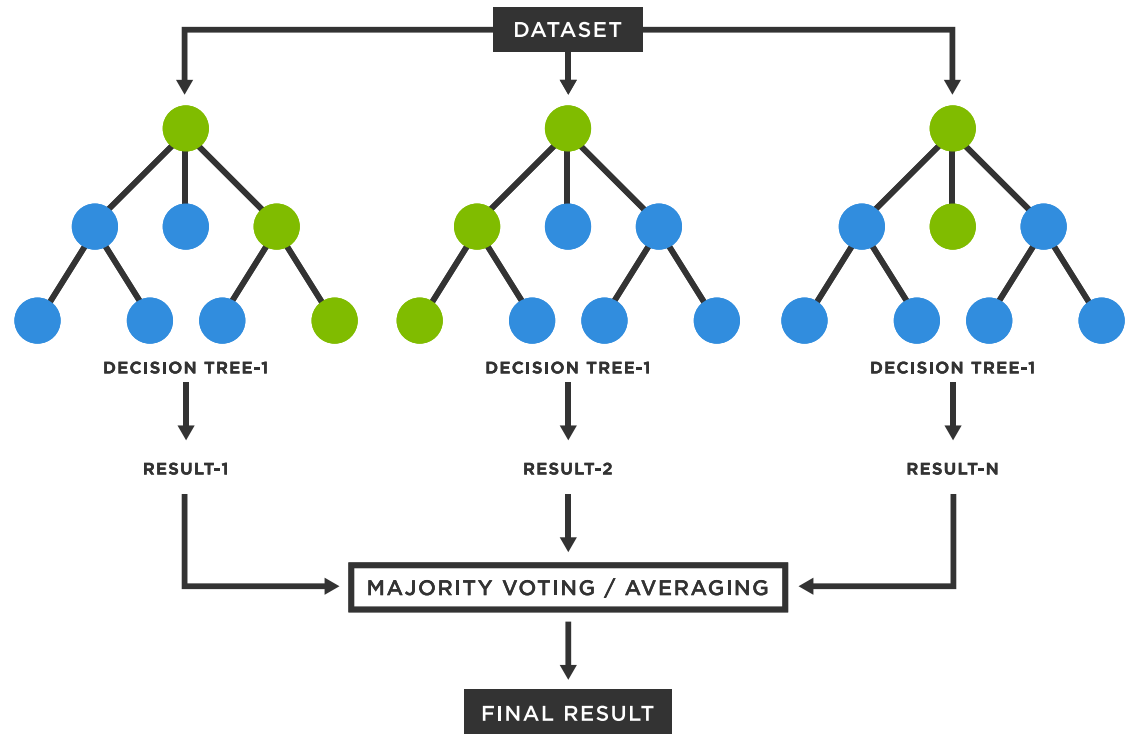 DATASET
DECISION TREE-1
DECISION TREE-1
DECISION TREE-1
RESULT-1
RESULT-2
RESULT-N
MAJORITY VOTING / AVERAGING
FINAL RESULT